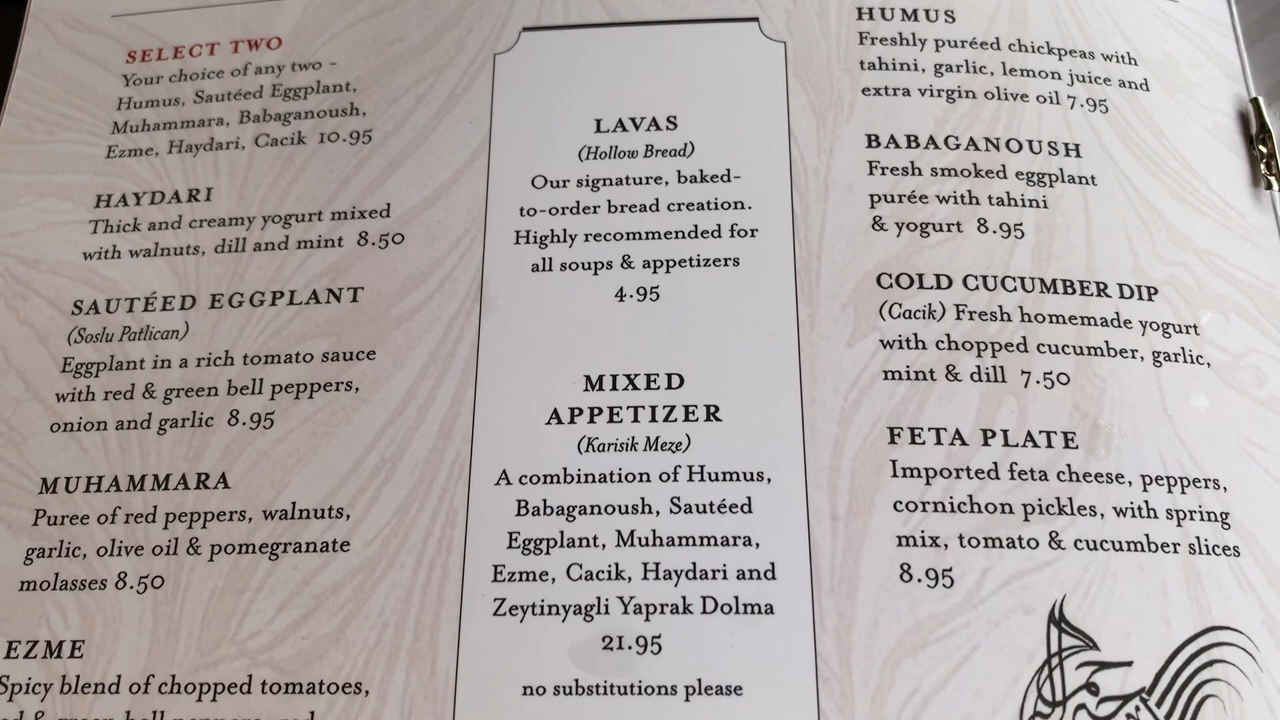 SELECT TWO
Your choice of any two -
Humus, Sautéed Eggplant,
Muhammara, Babaganoush,
Ezme, Haydari, Cacik 10.95
HAYDARI
Thick and creamy yogurt mixed
with walnuts, dill and mint 8.50
SAUTÉED EGGPLANT
(Soslu Patlican)
Eggplant in a rich tomato sauce
with red & green bell peppers,
onion and garlic 8.95
MUHAMMARA
Puree of red peppers, walnuts,
garlic, olive oil & pomegranate
molasses 8.50
EZME
Spicy blend of chopped tomatoes,
& green bell peppers, red
LAVAS
(Hollow Bread)
Our signature, baked-
to-order bread creation.
Highly recommended for
all soups & appetizers
4.95
MIXED
APPETIZER
(Karisik Meze)
A combination of Humus,
Babaganoush, Sautéed
Eggplant, Muhammara,
Ezme, Cacik, Haydari and
Zeytinyagli Yaprak Dolma
21.95
no substitutions please
HUMUS
Freshly puréed chickpeas with
tahini, garlic, lemon juice and
extra virgin olive oil 7.95
BABAGANOUSH
Fresh smoked eggplant
purée with tahini
& yogurt 8.95
COLD CUCUMBER DIP
(Cacik) Fresh homemade yogurt
with chopped cucumber, garlic,
mint & dill 7.50
FETA PLATE
Imported feta cheese, peppers,
cornichon pickles, with spring
mix, tomato & cucumber slices
8.95